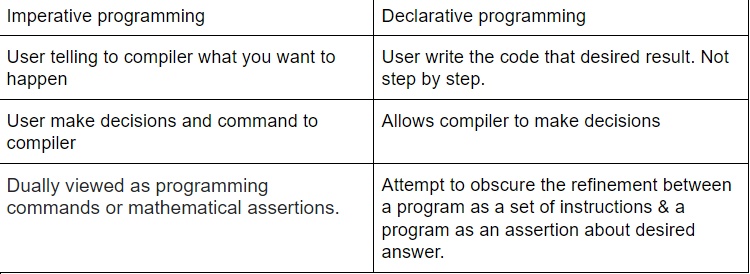 Imperative programming
Declarative programming
User telling to compiler what you want to
happen
User write the code that desired result. Not
step by step.
User make decisions and command to
compiler
Allows compiler to make decisions
Dually viewed as programming
commands or mathematical assertions.
Attempt to obscure the refinement between
a program as a set of instructions & a
program as an assertion about desired
answer.